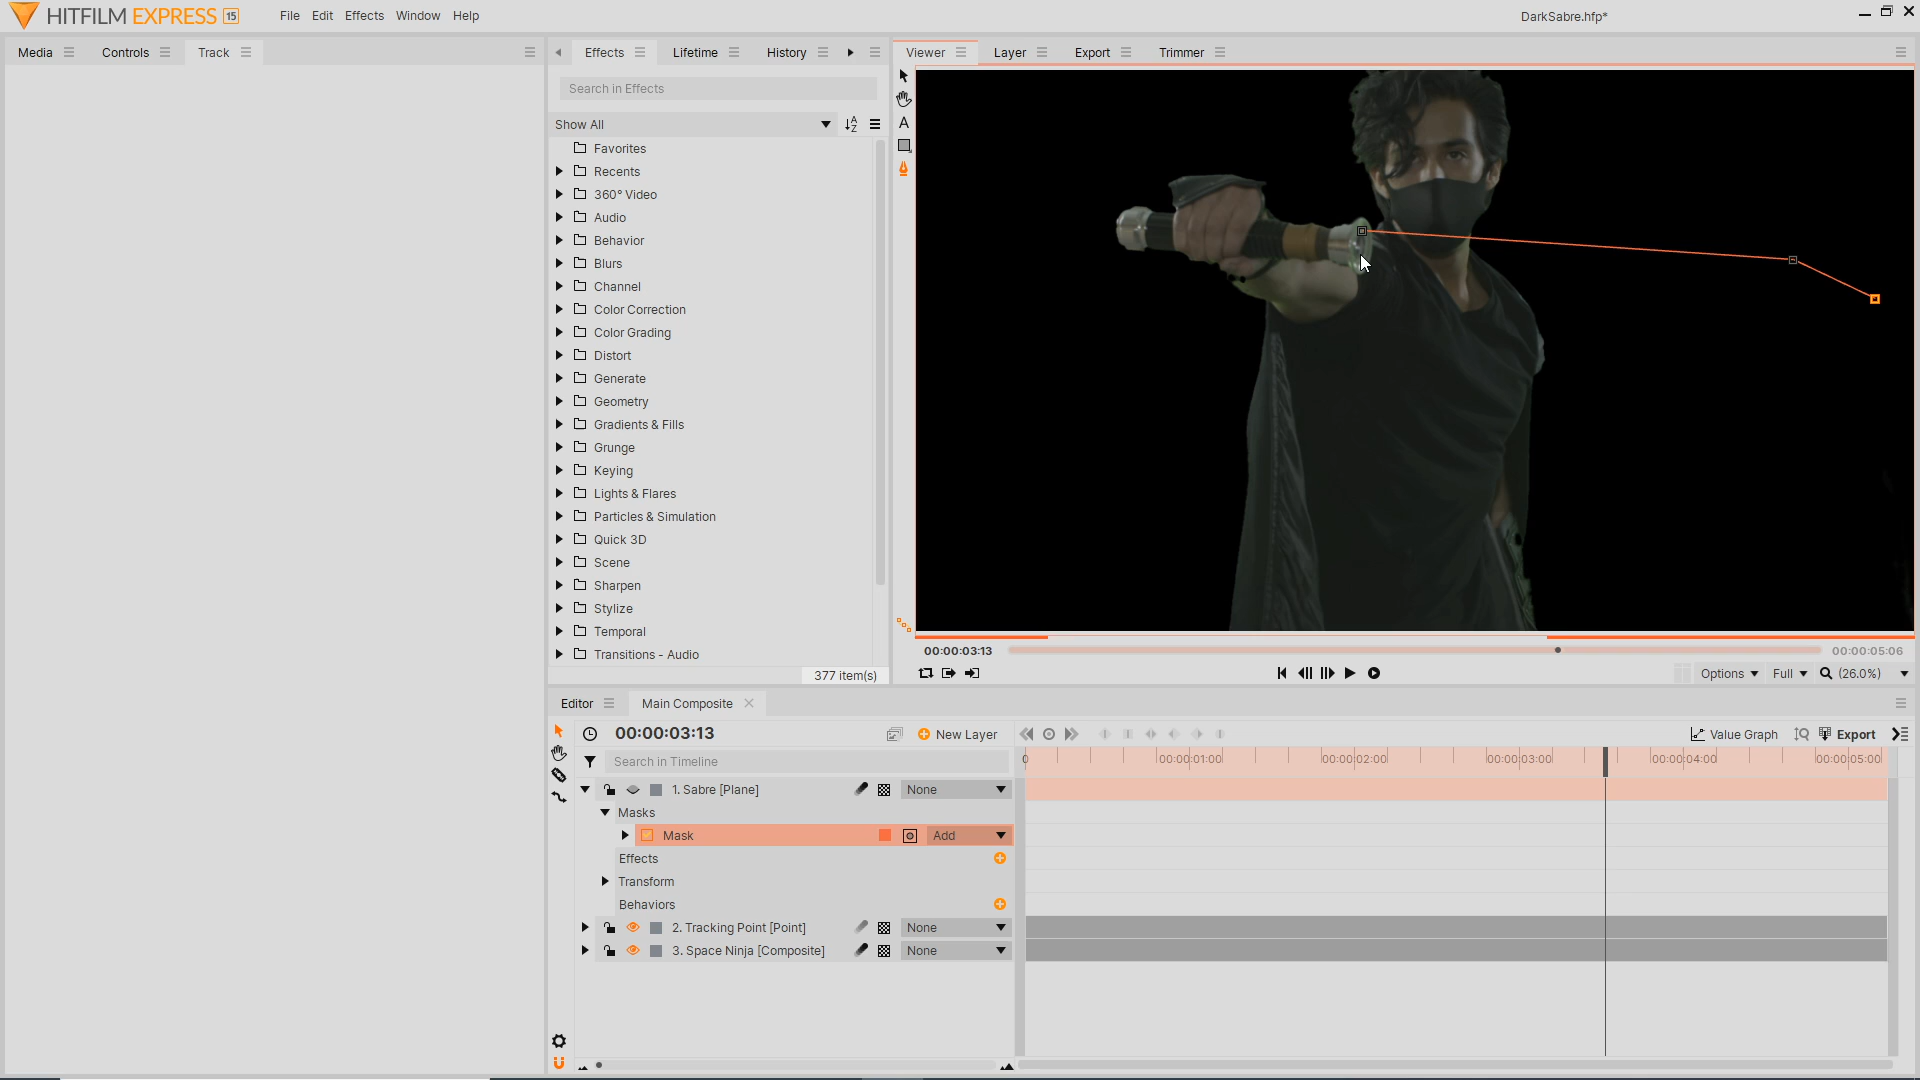 HITFILM EXPRESS 15 File Edit Effects Window Help DarkSabre.hfp*
Media Controls Track
Effects Lifetime History
Viewer Layer Export Trimmer
Search in Effects
Show All
Favorites
Recents
360° Video
Audio
Behavior
Blurs
Channel
Color Correction
Color Grading
Distort
Generate
Geometry
Gradients & Fills
Grunge
Keying
Lights & Flares
Particles & Simulation
Quick 3D
Scene
Sharpen
Stylize
Temporal
Transitions - Audio
377 item(s)
A
00:00:03:13 00:00:05:06
Options Full (26.0%)
Editor Main Composite
00:00:03:13 New Layer Value Graph Export
Search in Timeline
0 00:00:01:00 00:00:02:00 00:00:03:00 00:00:04:00 00:00:05:00
1. Sabre [Plane] None
Masks
Mask Add
Effects
Transform
Behaviors
2. Tracking Point [Point] None
3. Space Ninja [Composite] None